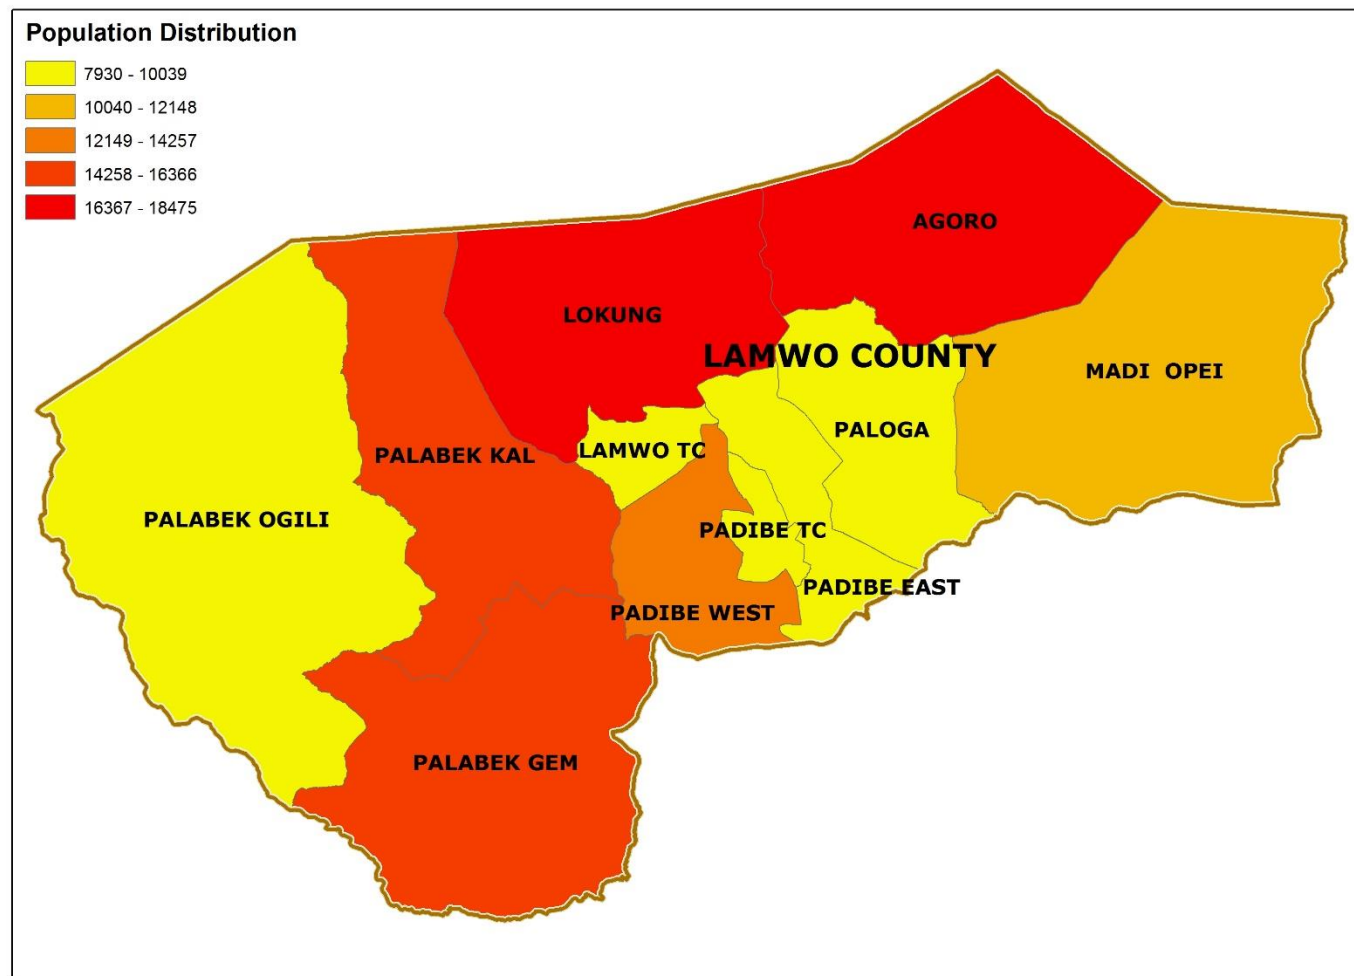 Population Distribution
7930 - 10039
10040 - 12148
12149 - 14257
14258 - 16366
16367 - 18475
AGORO
LOKUNG
LAMWO COUNTY
MADI OPEI
PALOGA
LAMWO TC
PALABEK KAL
PALABEK OGILI
PADIBE TC
PADIBE EAST
PADIBE WEST
PALABEK GEM